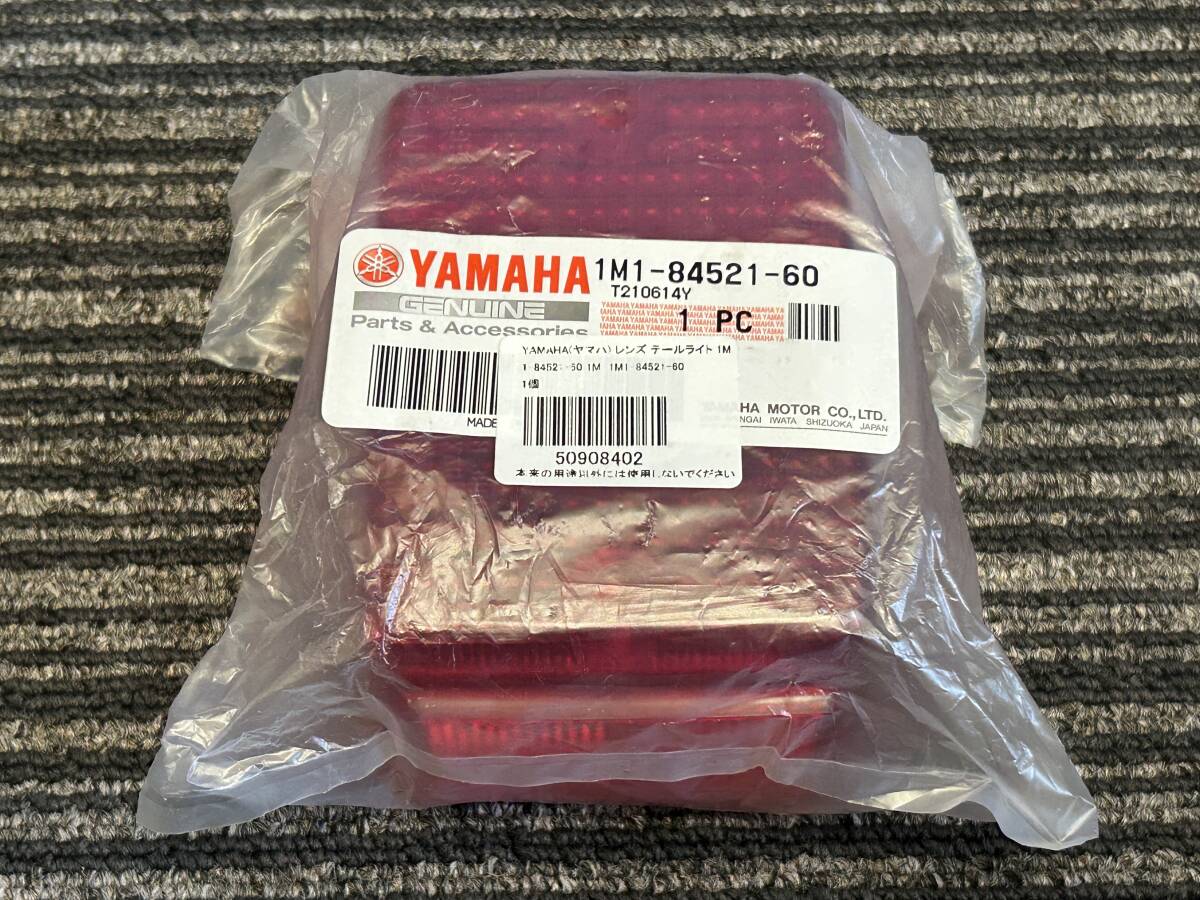 YAMAHA 1M1-84521-60
T210614Y
GENUINE
Parts & Accessories
1 PC
YAMAHA(ヤマハ)レンズ テールライト 1M
1-84521-60 1M 1M1-84521-60
1個
MADE
AHA MOTOR CO.,LTD.
NGAI IWATA SHIZUOKA JAPAN
50908402
本来の用途以外には使用しないでください